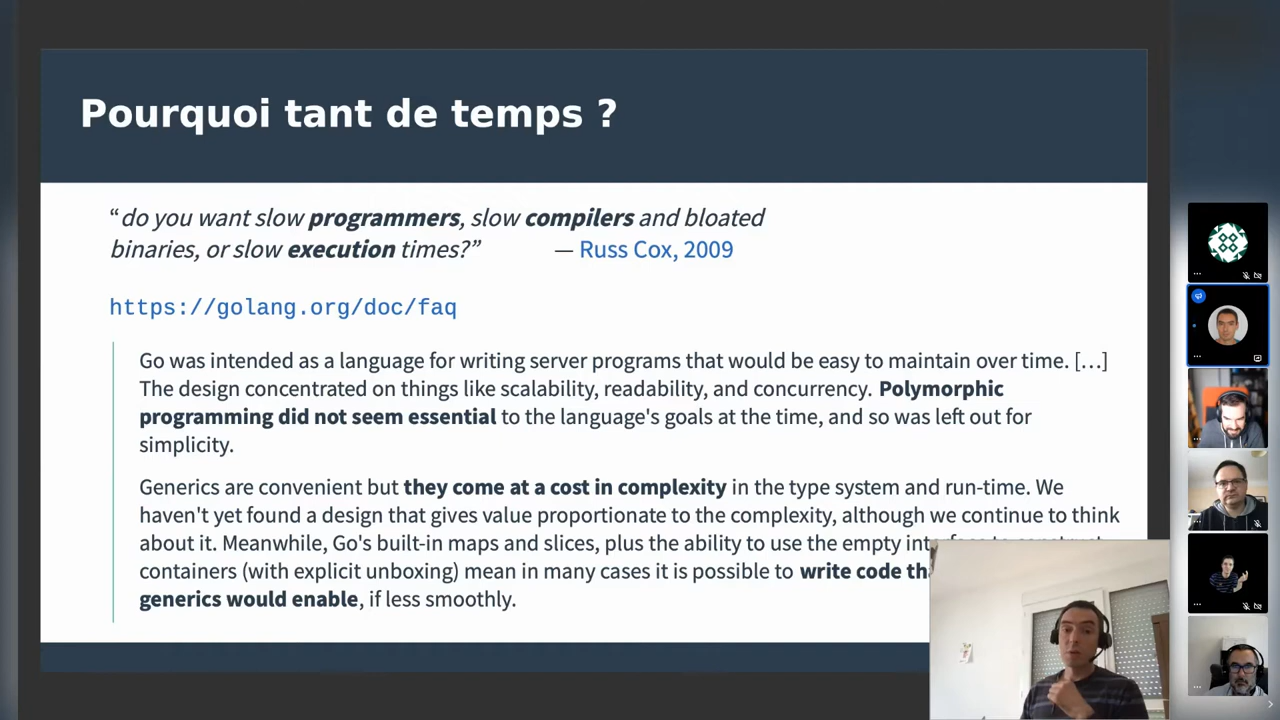 Pourquoi tant de temps ?
“do you want slow programmers, slow compilers and bloated
binaries, or slow execution times?” — Russ Cox, 2009
https://golang.org/doc/faq
Go was intended as a language for writing server programs that would be easy to maintain over time. […]
The design concentrated on things like scalability, readability, and concurrency. Polymorphic
programming did not seem essential to the language's goals at the time, and so was left out for
simplicity.
Generics are convenient but they come at a cost in complexity in the type system and run-time. We
haven't yet found a design that gives value proportionate to the complexity, although we continue to think
about it. Meanwhile, Go's built-in maps and slices, plus the ability to use the empty interface to construct
containers (with explicit unboxing) mean in many cases it is possible to write code
generics would enable, if less smoothly.